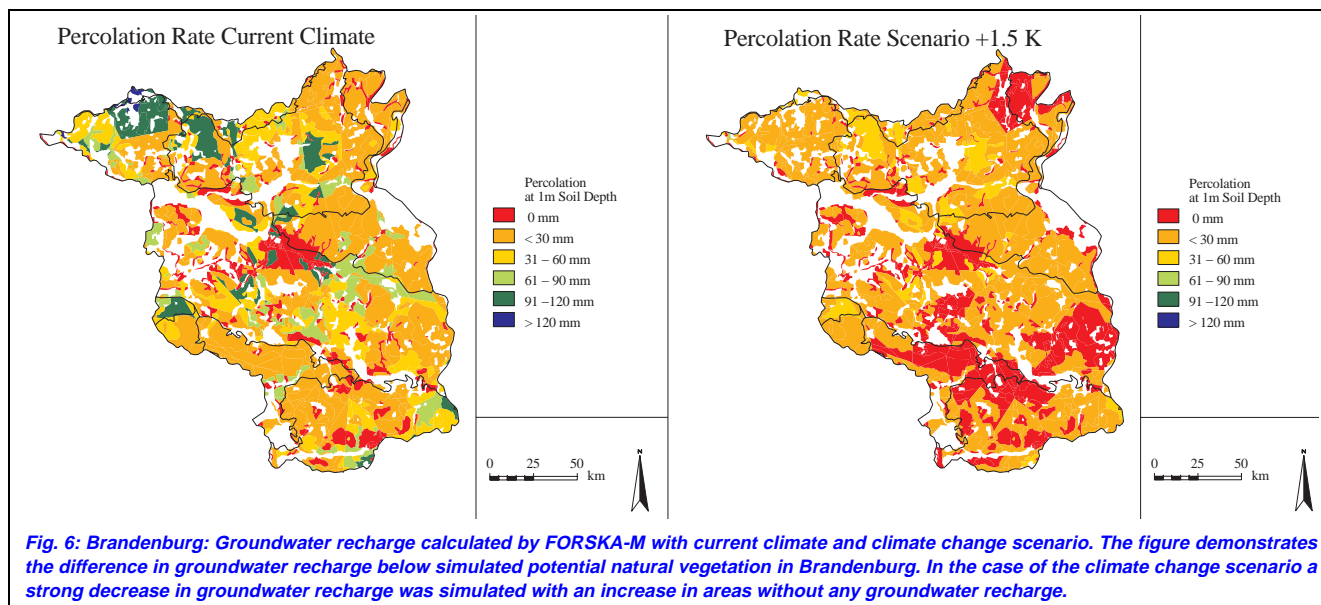 Percolation Rate Current Climate
Percolation
at 1m Soil Depth
0 mm
< 30 mm
31 – 60 mm
61 – 90 mm
91 –120 mm
> 120 mm
0 25 50
km
N
Percolation Rate Scenario +1.5 K
Percolation
at 1m Soil Depth
0 mm
< 30 mm
31 – 60 mm
61 – 90 mm
91 –120 mm
> 120 mm
0 25 50
km
N
Fig. 6: Brandenburg: Groundwater recharge calculated by FORSKA-M with current climate and climate change scenario. The figure demonstrates
the difference in groundwater recharge below simulated potential natural vegetation in Brandenburg. In the case of the climate change scenario a
strong decrease in groundwater recharge was simulated with an increase in areas without any groundwater recharge.